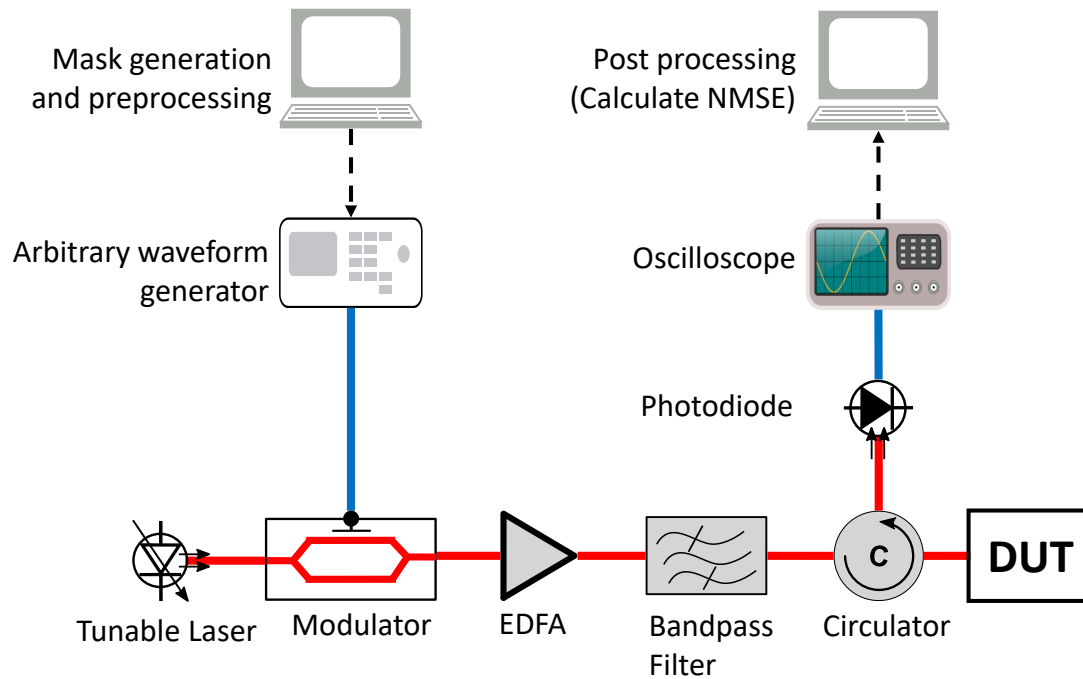 Mask generation
and preprocessing
Post processing
(Calculate NMSE)
Arbitrary waveform
generator
Oscilloscope
Photodiode
C
DUT
Tunable Laser
Modulator
EDFA
Bandpass
Filter
Circulator